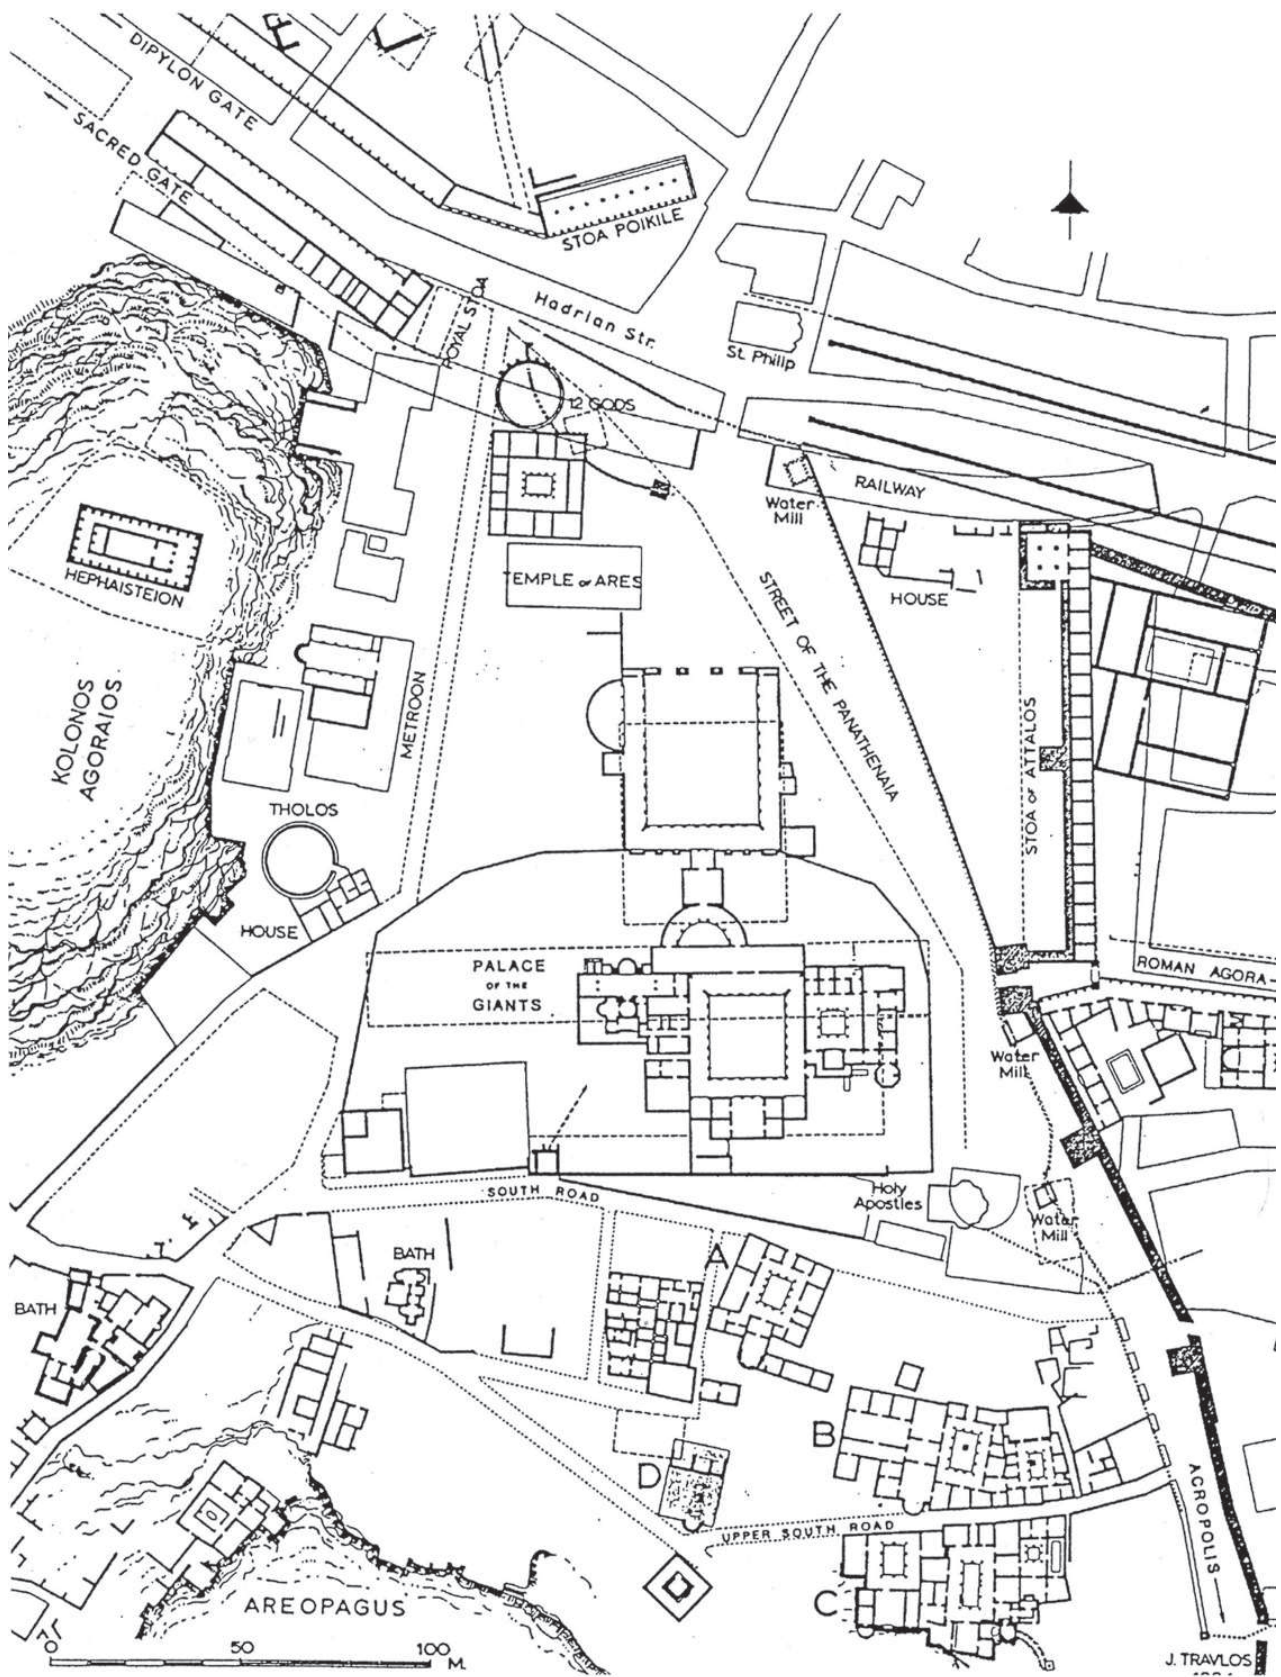 DIPYLON GATE
SACRED GATE
STOA POIKILE
ROYAL STOA
Hadrian Str.
St. Philip
12 GODS
Water
Mill
RAILWAY
HEPHAISTEION
TEMPLE OF ARES
HOUSE
STREET OF THE PANATHENAIA
KOLONOS
AGORAIOS
METROON
STOA OF ATTALOS
THOLOS
HOUSE
PALACE
OF THE
GIANTS
ROMAN AGORA
Water
Mill
SOUTH ROAD
Holy
Apostles
Water
Mill
BATH
A
BATH
B
D
ACROPOLIS
UPPER SOUTH ROAD
C
AREOPAGUS
0 50 100
M.
J. TRAVLOS